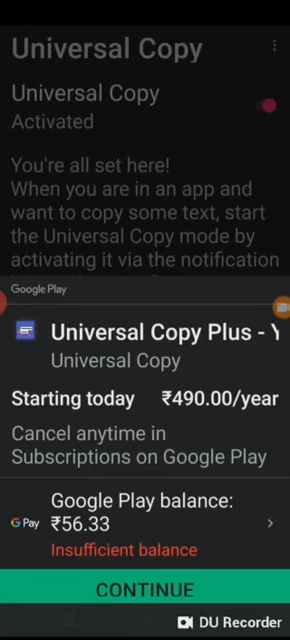 Universal Copy
Universal Copy
Activated
You're all set here!
When you are in an app and
want to copy some text, start
the Universal Copy mode by
activating it via the notification
Google Play
Universal Copy Plus - Y
Universal Copy
Starting today ₹490.00/year
Cancel anytime in
Subscriptions on Google Play
Google Play balance:
G Pay ₹56.33
Insufficient balance
CONTINUE
DU Recorder